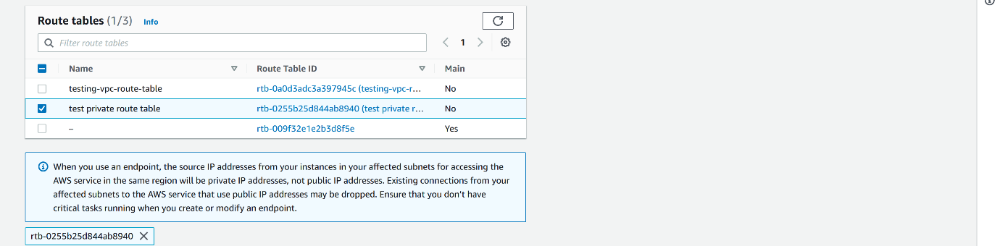 Route tables (1/3) Info
Filter route tables
1
Name Route Table ID Main
testing-vpc-route-table rtb-0a0d3adc3a397945c (testing-vpc-r... No
test private route table rtb-0255b25d844ab8940 (test private r... No
– rtb-009f32e1e2b3d8f5e Yes
When you use an endpoint, the source IP addresses from your instances in your affected subnets for accessing the
AWS service in the same region will be private IP addresses, not public IP addresses. Existing connections from your
affected subnets to the AWS service that use public IP addresses may be dropped. Ensure that you don't have
critical tasks running when you create or modify an endpoint.
rtb-0255b25d844ab8940